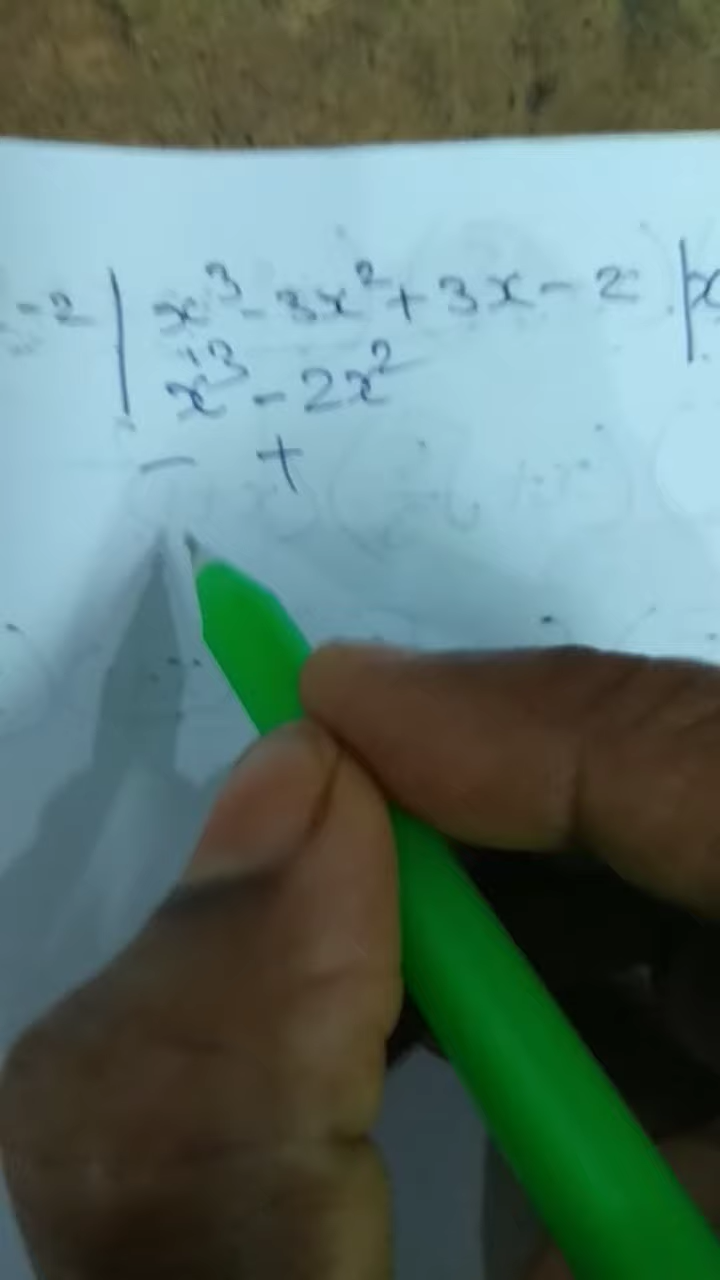 -2 | x³ - 3x² + 3x - 2 | x
x³ - 2x²
- +